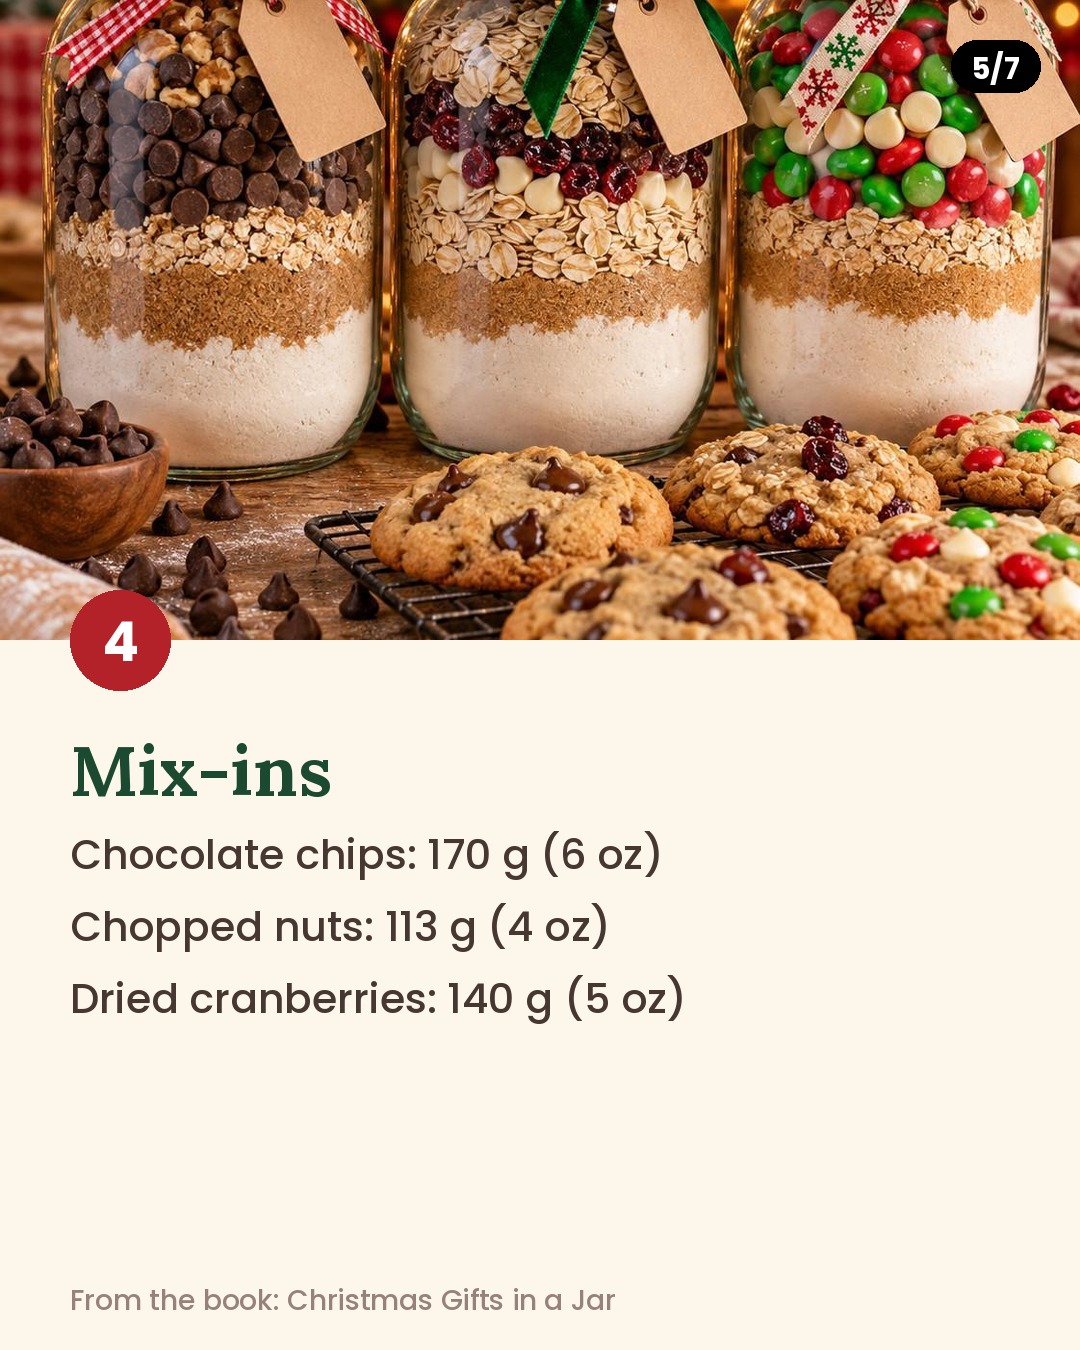 5/7
4
Mix-ins
Chocolate chips: 170 g (6 oz)
Chopped nuts: 113 g (4 oz)
Dried cranberries: 140 g (5 oz)
From the book: Christmas Gifts in a Jar